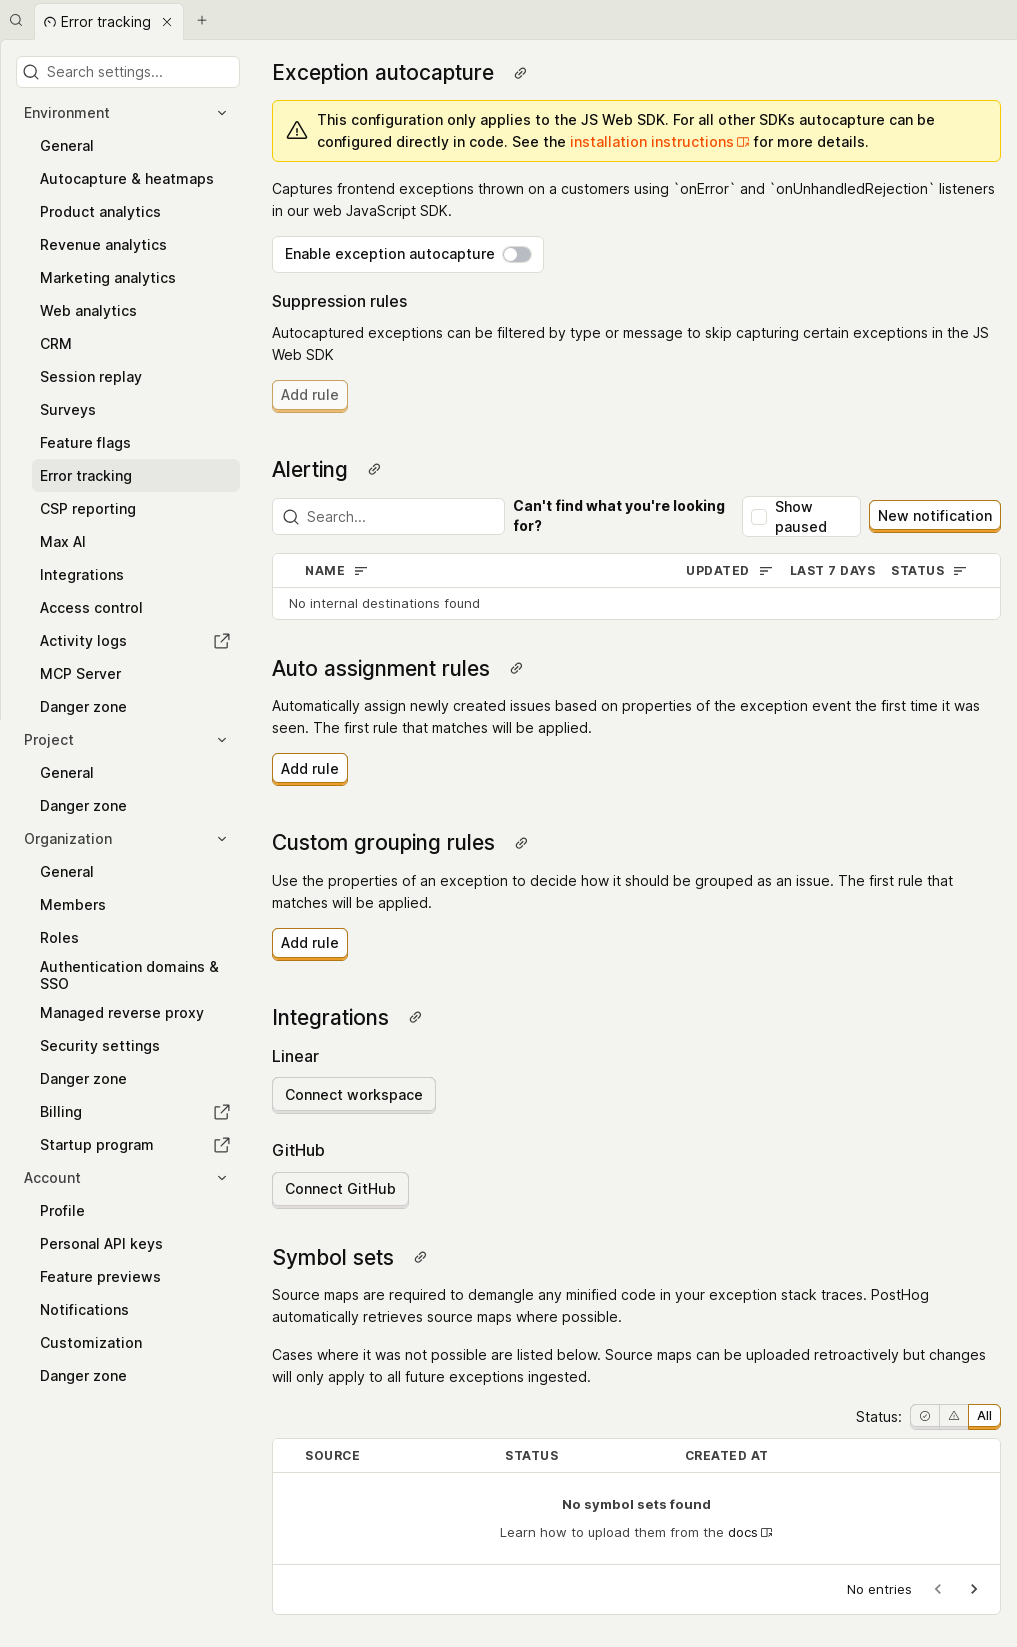 Error tracking
Search settings...
Environment
General
Autocapture & heatmaps
Product analytics
Revenue analytics
Marketing analytics
Web analytics
CRM
Session replay
Surveys
Feature flags
Error tracking
CSP reporting
Max AI
Integrations
Access control
Activity logs
MCP Server
Danger zone
Project
General
Danger zone
Organization
General
Members
Roles
Authentication domains &
SSO
Managed reverse proxy
Security settings
Danger zone
Billing
Startup program
Account
Profile
Personal API keys
Feature previews
Notifications
Customization
Danger zone
Exception autocapture
This configuration only applies to the JS Web SDK. For all other SDKs autocapture can be
configured directly in code. See the installation instructions for more details.
Captures frontend exceptions thrown on a customers using `onError` and `onUnhandledRejection` listeners
in our web JavaScript SDK.
Enable exception autocapture
Suppression rules
Autocaptured exceptions can be filtered by type or message to skip capturing certain exceptions in the JS
Web SDK
Add rule
Alerting
Search...
Can't find what you're looking
for?
Show
paused
New notification
NAME UPDATED LAST 7 DAYS STATUS
No internal destinations found
Auto assignment rules
Automatically assign newly created issues based on properties of the exception event the first time it was
seen. The first rule that matches will be applied.
Add rule
Custom grouping rules
Use the properties of an exception to decide how it should be grouped as an issue. The first rule that
matches will be applied.
Add rule
Integrations
Linear
Connect workspace
GitHub
Connect GitHub
Symbol sets
Source maps are required to demangle any minified code in your exception stack traces. PostHog
automatically retrieves source maps where possible.
Cases where it was not possible are listed below. Source maps can be uploaded retroactively but changes
will only apply to all future exceptions ingested.
Status: All
SOURCE STATUS CREATED AT
No symbol sets found
Learn how to upload them from the docs
No entries